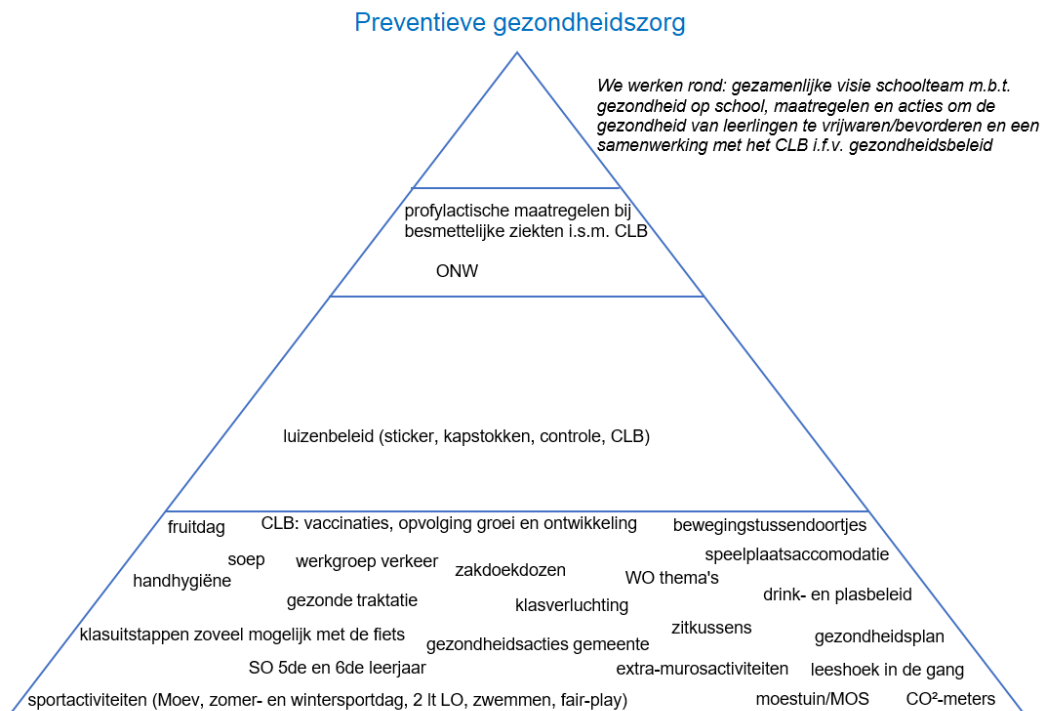 Preventieve gezondheidszorg
We werken rond: gezamenlijke visie schoolteam m.b.t.
gezondheid op school, maatregelen en acties om de
gezondheid van leerlingen te vrijwaren/bevorderen en een
samenwerking met het CLB i.f.v. gezondheidsbeleid
profylactische maatregelen bij
besmettelijke ziekten i.s.m. CLB
ONW
luizenbeleid (sticker, kapstokken, controle, CLB)
fruitdag
CLB: vaccinaties, opvolging groei en ontwikkeling
bewegingstussendoortjes
soep
werkgroep verkeer
speelplaatsaccomodatie
handhygiëne
zakdoekdozen
WO thema's
drink- en plasbeleid
gezonde traktatie
klasverluchting
klasuitstappen zoveel mogelijk met de fiets
gezondheidsacties gemeente
zitkussens
gezondheidsplan
SO 5de en 6de leerjaar
extra-murosactiviteiten
leeshoek in de gang
sportactiviteiten (Moev, zomer- en wintersportdag, 2 lt LO, zwemmen, fair-play)
moestuin/MOS
CO²-meters